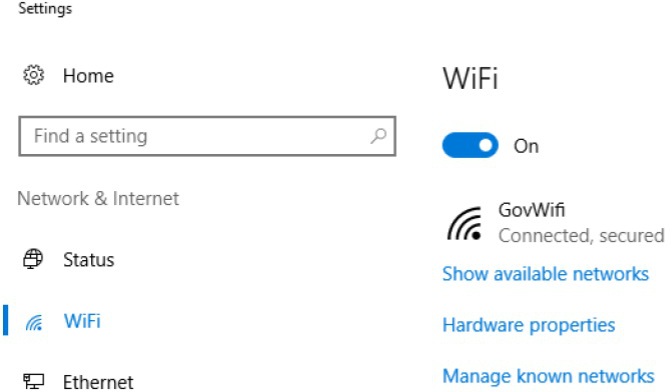 Settings
Home
Find a setting
Network & Internet
Status
WiFi
Ethernet
WiFi
On
GovWifi
Connected, secured
Show available networks
Hardware properties
Manage known networks